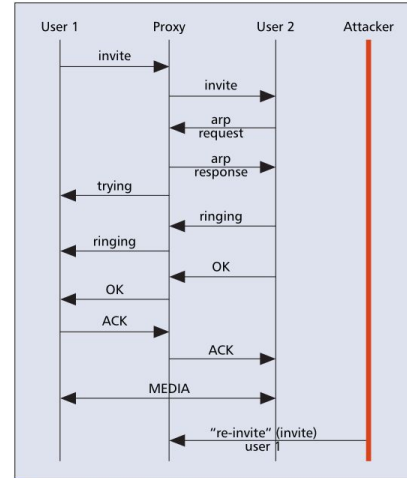 User 1 Proxy User 2 Attacker
invite
invite
arp
request
arp
response
trying
ringing
ringing
OK
OK
ACK
ACK
MEDIA
"re-invite" (invite)
user 1